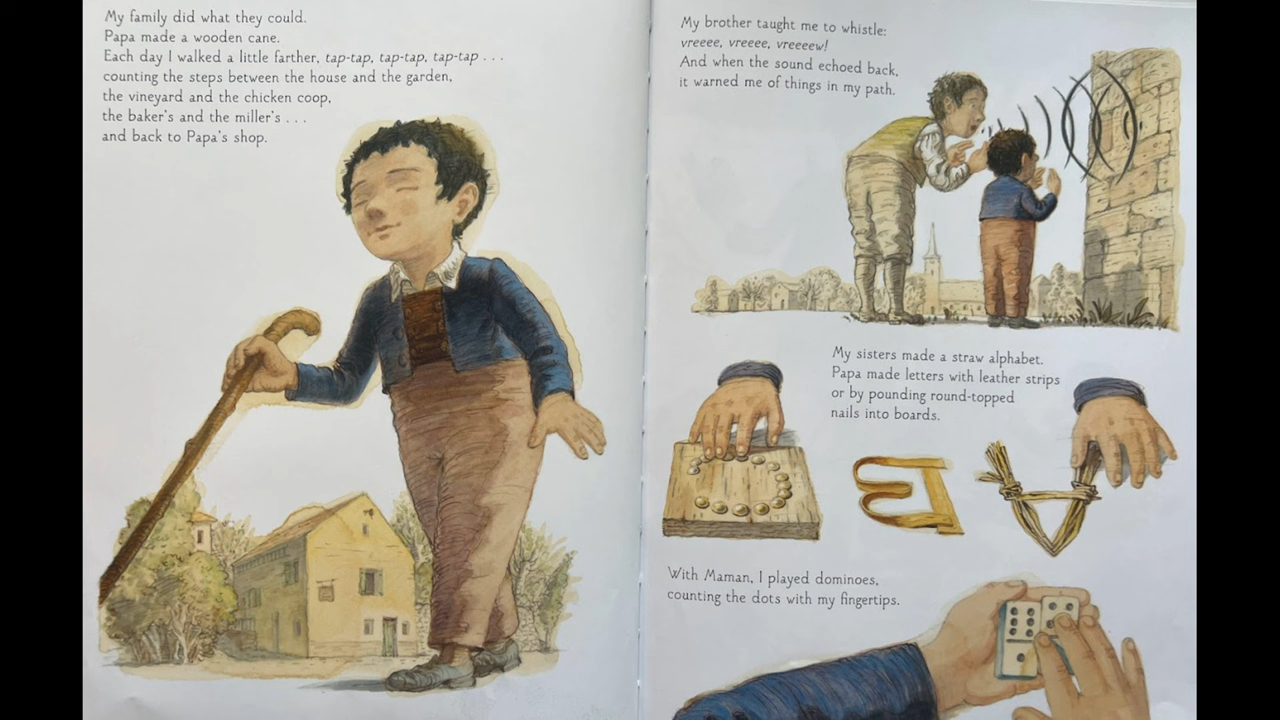 My family did what they could.
Papa made a wooden cane.
Each day I walked a little farther, tap-tap, tap-tap, tap-tap . . .
counting the steps between the house and the garden,
the vineyard and the chicken coop,
the baker's and the miller's . . .
and back to Papa's shop.
My brother taught me to whistle:
vreeee, vreeee, vreeeew!
And when the sound echoed back,
it warned me of things in my path.
My sisters made a straw alphabet.
Papa made letters with leather strips
or by pounding round-topped
nails into boards.
With Maman, I played dominoes,
counting the dots with my fingertips.